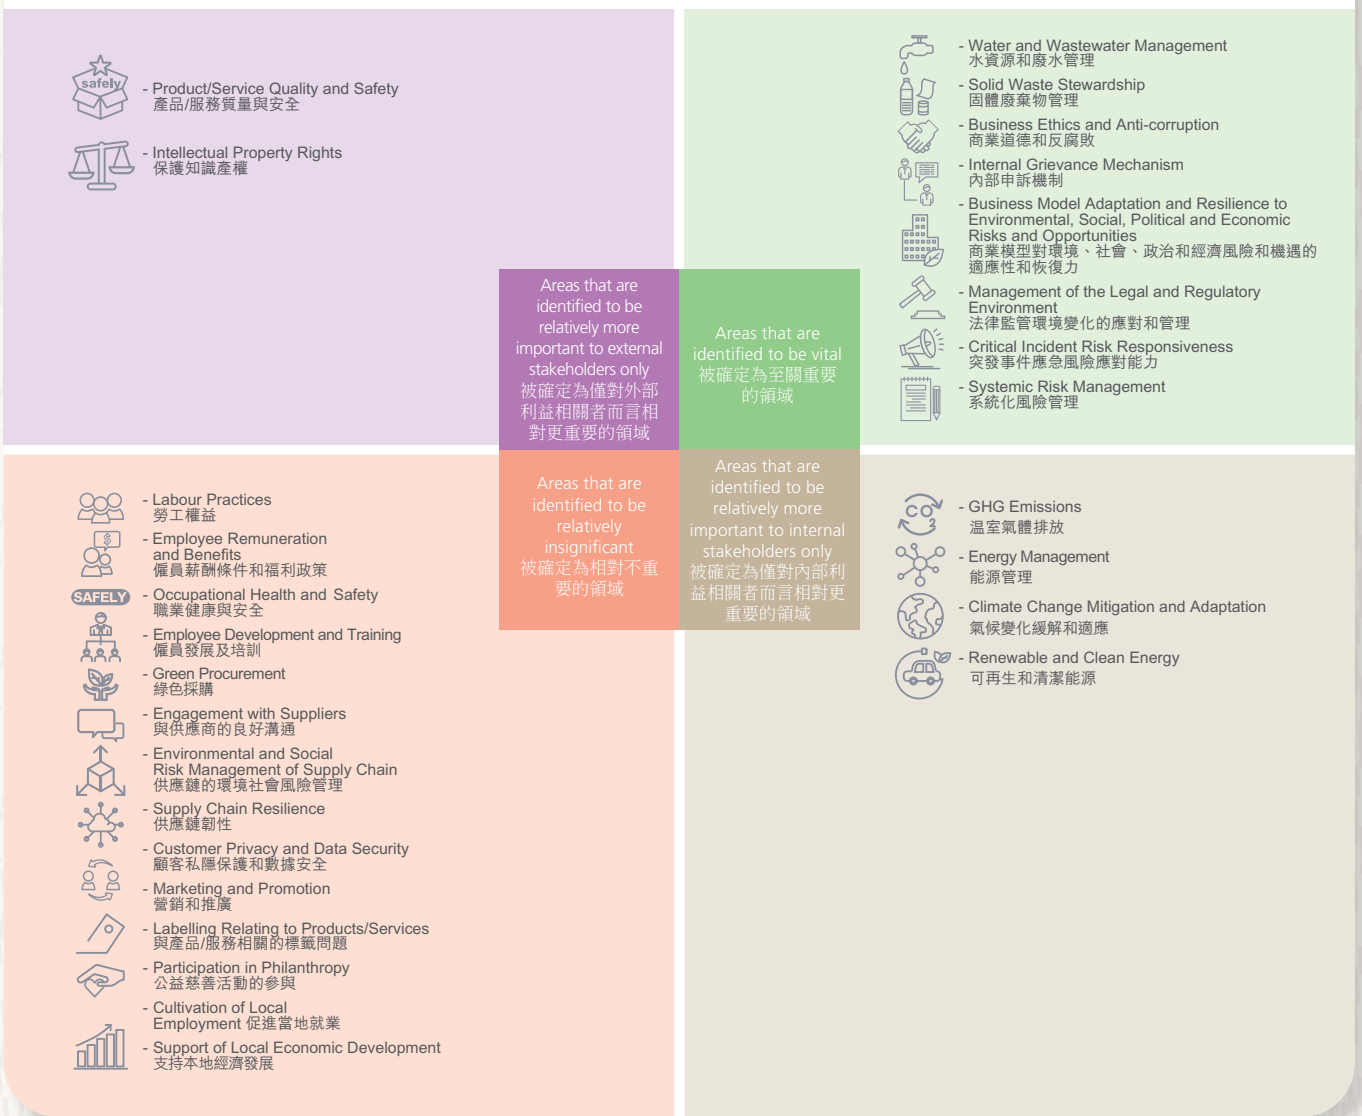 safely
- Product/Service Quality and Safety
產品/服務質量與安全
- Intellectual Property Rights
保護知識產權
- Water and Wastewater Management
水資源和廢水管理
- Solid Waste Stewardship
固體廢棄物管理
- Business Ethics and Anti-corruption
商業道德和反腐敗
- Internal Grievance Mechanism
內部申訴機制
- Business Model Adaptation and Resilience to
Environmental, Social, Political and Economic
Risks and Opportunities
商業模型對環境、社會、政治和經濟風險和機遇的
適應性和恢復力
- Management of the Legal and Regulatory
Environment
法律監管環境變化的應對和管理
- Critical Incident Risk Responsiveness
突發事件應急風險應對能力
- Systemic Risk Management
系統化風險管理
Areas that are
identified to be
relatively more
important to external
stakeholders only
被確定為僅對外部
利益相關者而言相
對更重要的領域
Areas that are
identified to be vital
被確定為至關重要
的領域
Areas that are
identified to be
relatively
insignificant
被確定為相對不重
要的領域
Areas that are
identified to be
relatively more
important to internal
stakeholders only
被確定為僅對內部利
益相關者而言相對更
重要的領域
- Labour Practices
勞工權益
$
- Employee Remuneration
and Benefits
僱員薪酬條件和福利政策
SAFELY
- Occupational Health and Safety
職業健康與安全
- Employee Development and Training
僱員發展及培訓
- Green Procurement
綠色採購
- Engagement with Suppliers
與供應商的良好溝通
- Environmental and Social
Risk Management of Supply Chain
供應鏈的環境社會風險管理
- Supply Chain Resilience
供應鏈韌性
- Customer Privacy and Data Security
顧客私隱保護和數據安全
- Marketing and Promotion
營銷和推廣
- Labelling Relating to Products/Services
與產品/服務相關的標籤問題
- Participation in Philanthropy
公益慈善活動的參與
- Cultivation of Local
Employment 促進當地就業
- Support of Local Economic Development
支持本地經濟發展
CO2
- GHG Emissions
温室氣體排放
- Energy Management
能源管理
- Climate Change Mitigation and Adaptation
氣候變化緩解和適應
- Renewable and Clean Energy
可再生和清潔能源